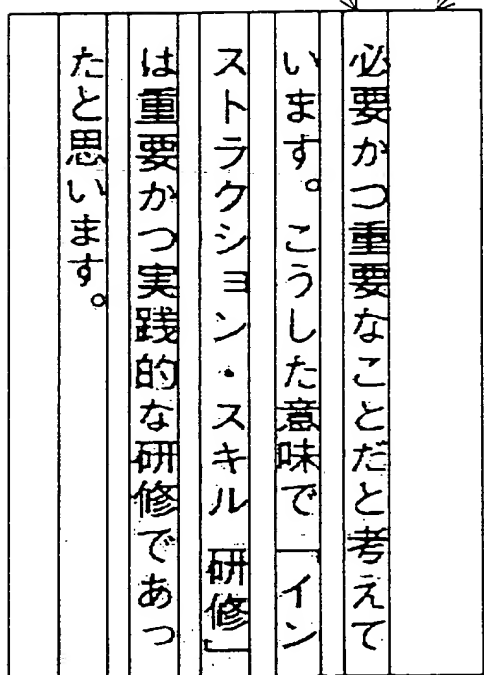 必要かつ重要なことだと考えて
います。こうした意味で「イン
ストラクション・スキル研修」
は重要かつ実践的な研修であっ
たと思います。